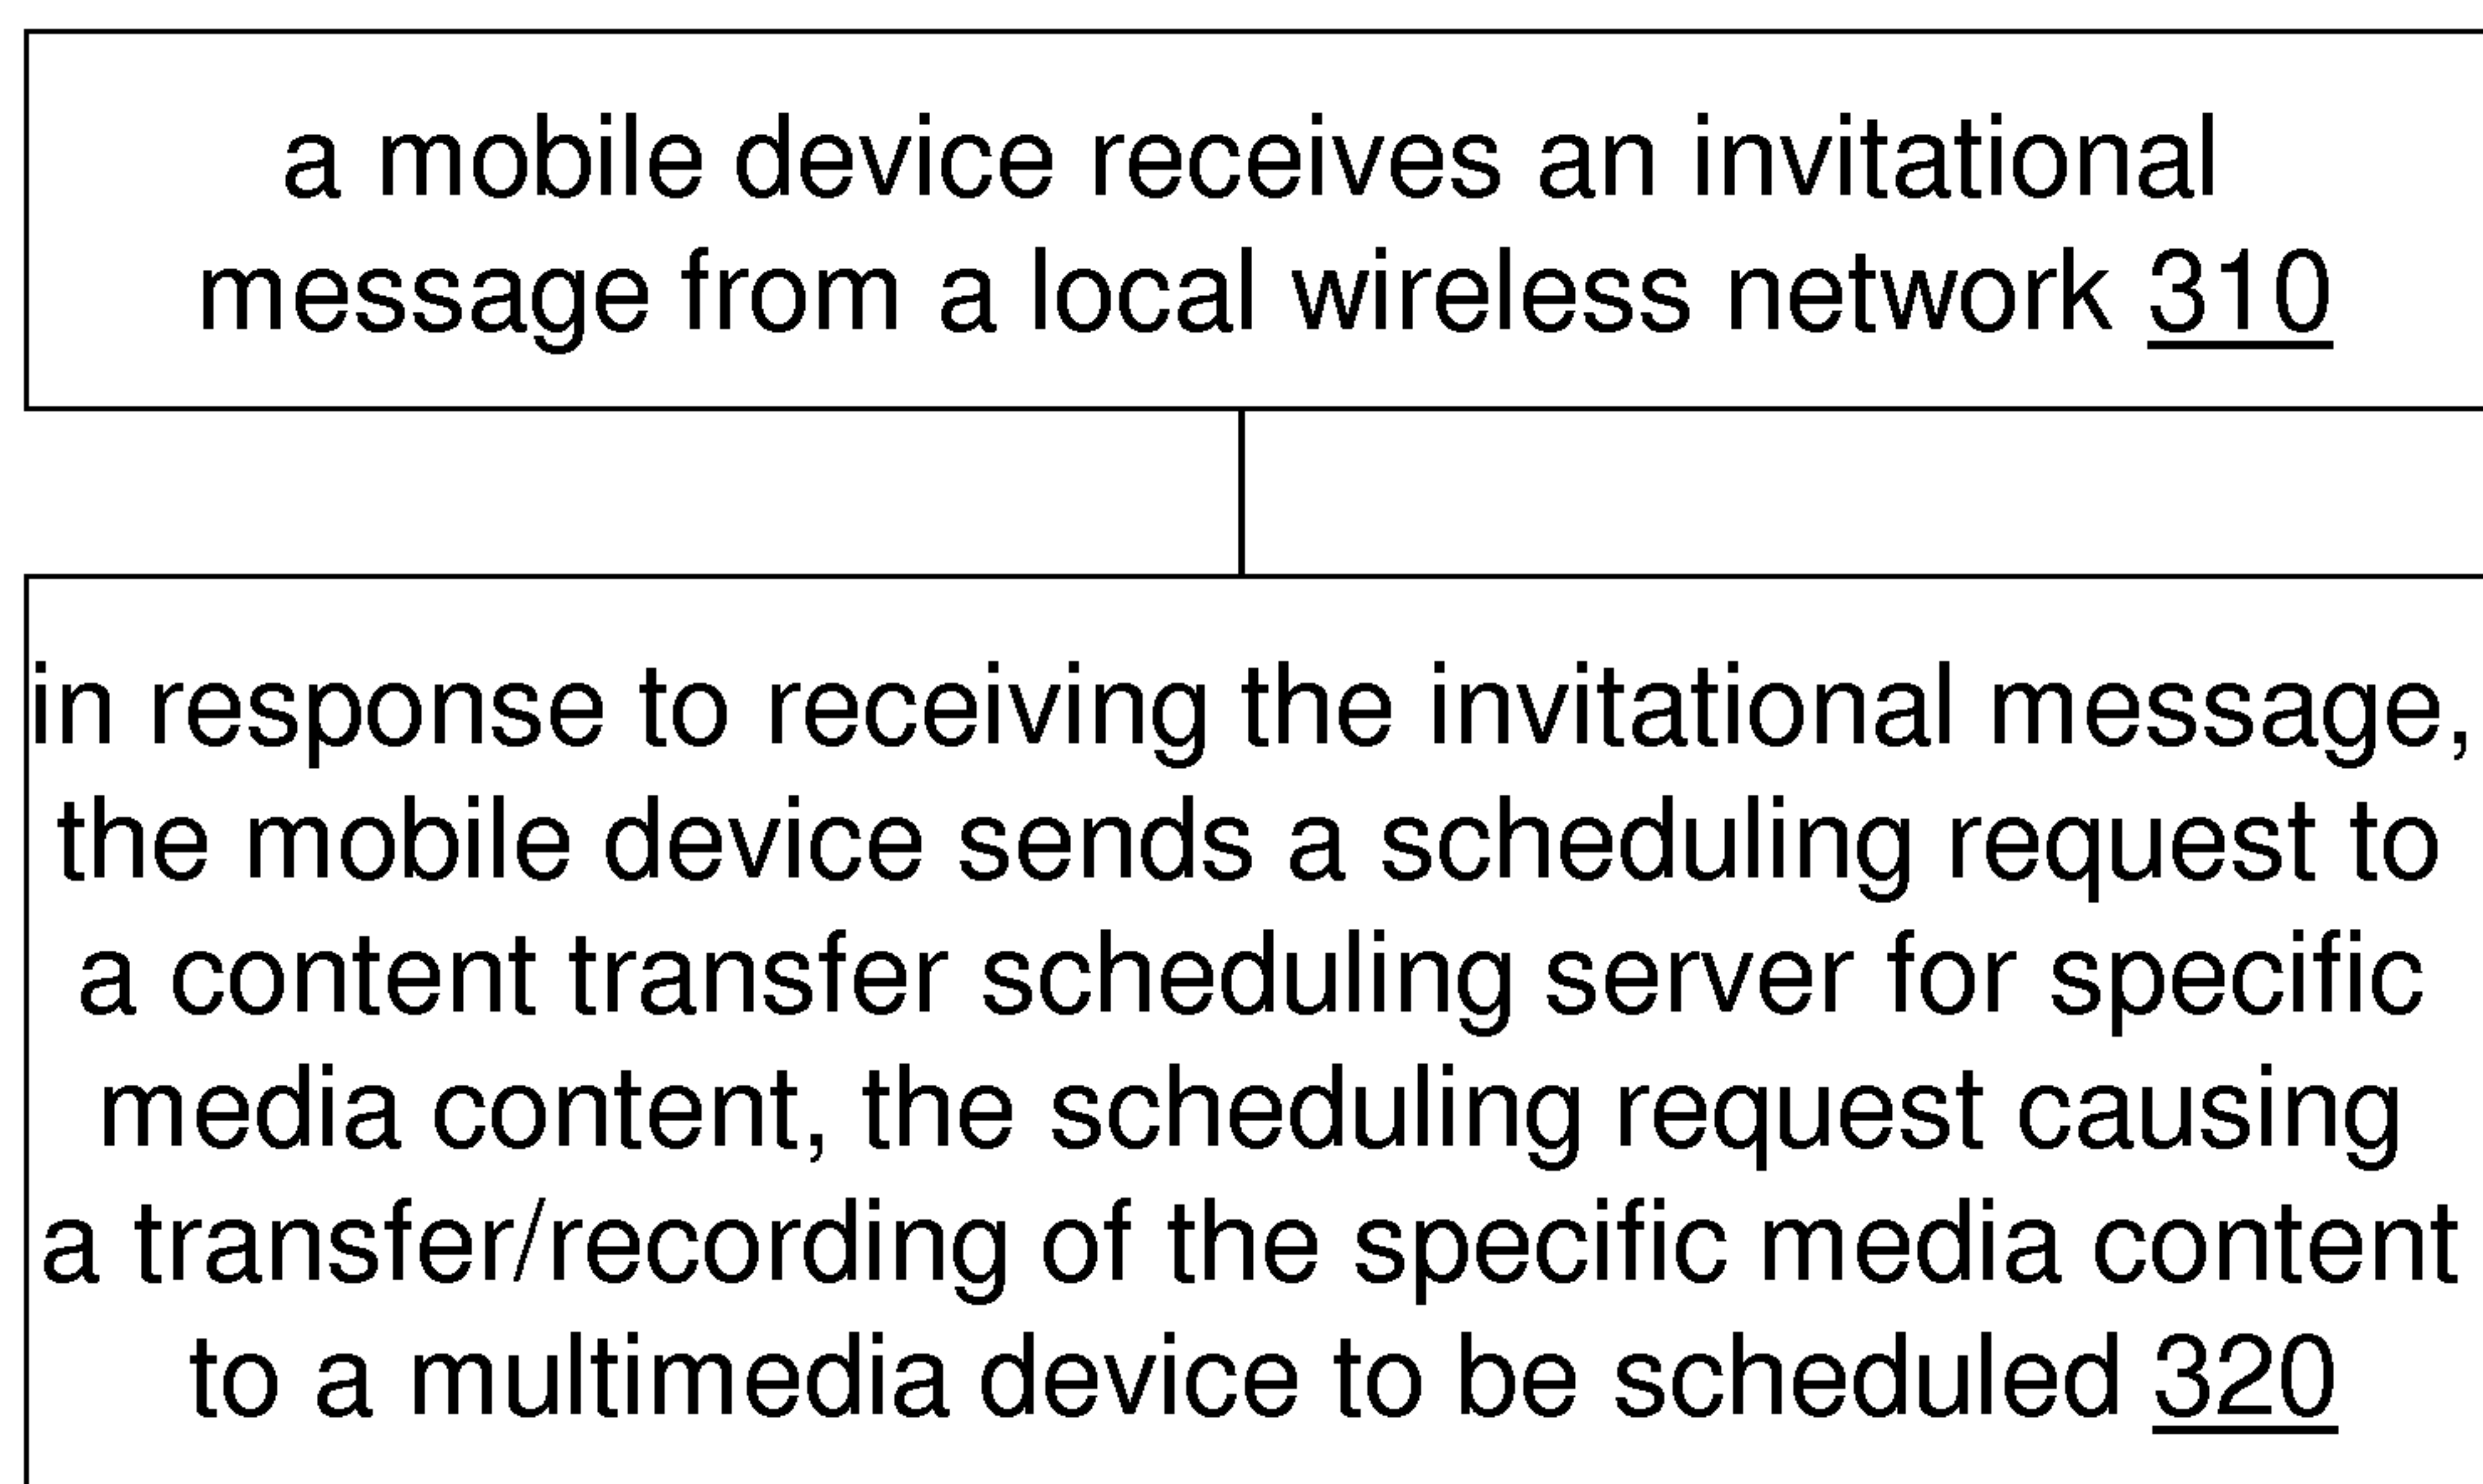 a mobile device receives an invitational
message from a local wireless network 310
in response to receiving the invitational message,
the mobile device sends a scheduling request to
a content transfer scheduling server for specific
media content, the scheduling request causing
a transfer/recording of the specific media content
to a multimedia device to be scheduled 320